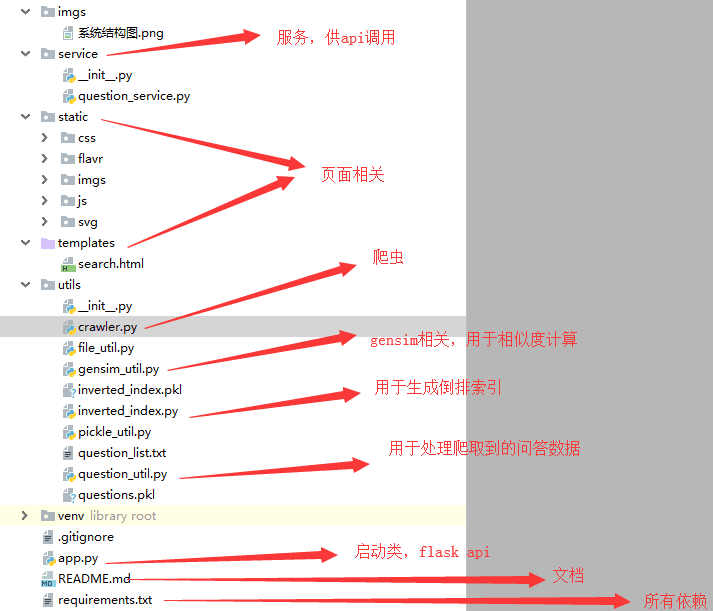 imgs
系统结构图.png
service
服务，供api调用
__init__.py
question_service.py
static
css
flavr
页面相关
imgs
js
svg
templates
search.html
爬虫
utils
__init__.py
crawler.py
gensim相关，用于相似度计算
file_util.py
gensim_util.py
inverted_index.pkl
用于生成倒排索引
inverted_index.py
pickle_util.py
用于处理爬取到的问答数据
question_list.txt
question_util.py
questions.pkl
venv library root
.gitignore
app.py
启动类，flask api
README.md
文档
requirements.txt
所有依赖